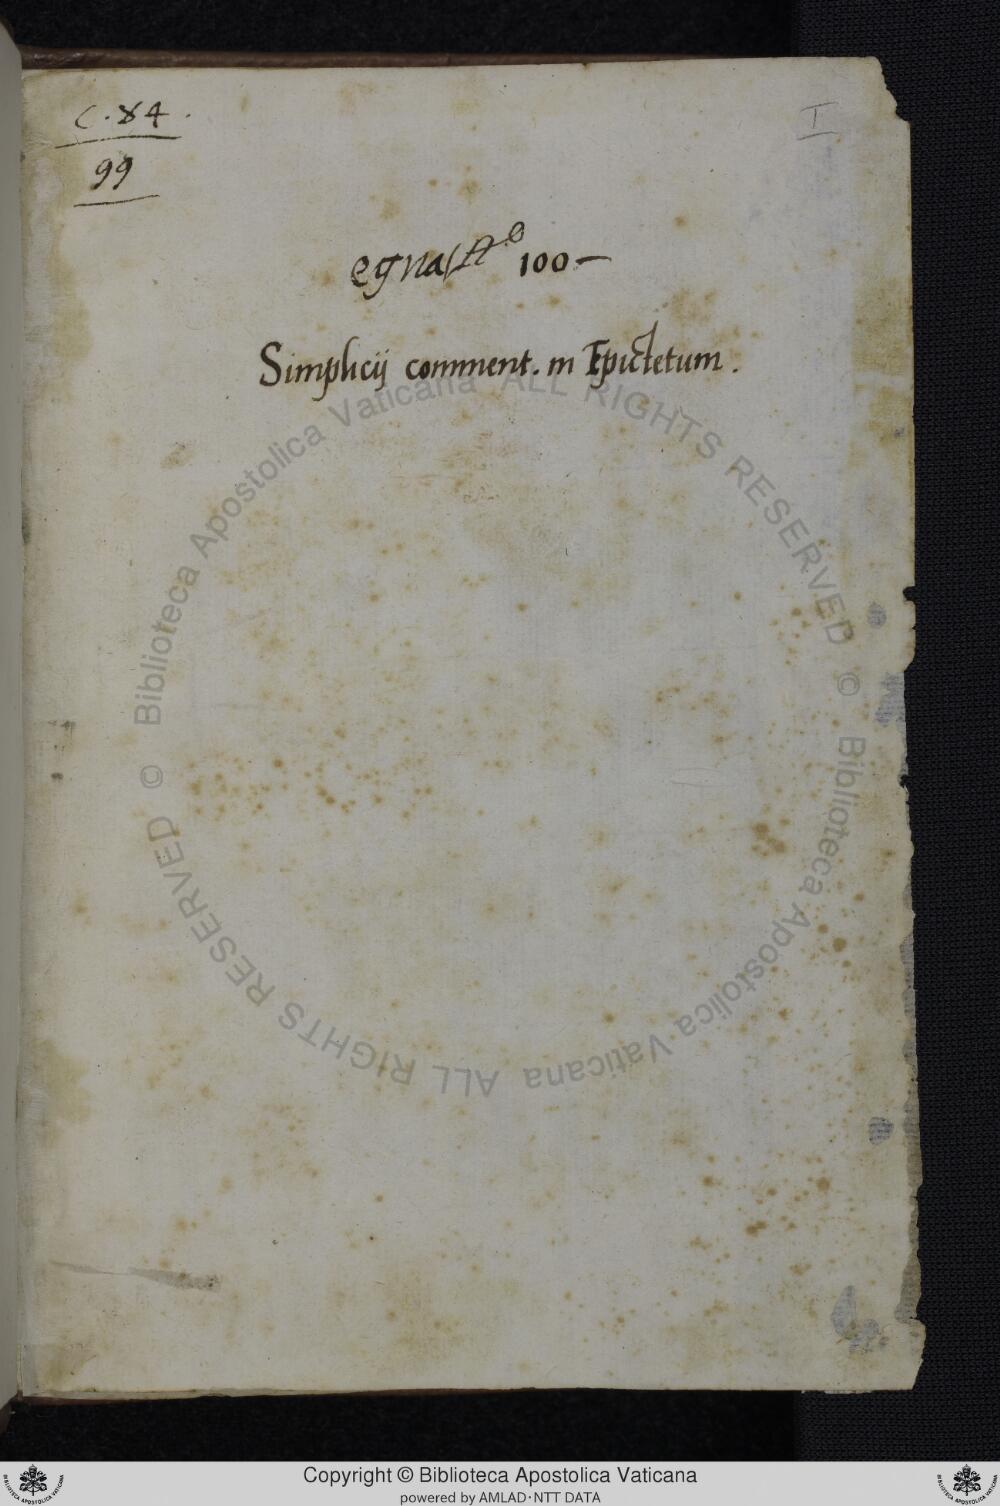 C. 84.
I
99
egnatio 100 —
Simplicij comment. in Epictetum.
© Biblioteca Apostolica Vaticana ALL RIGHTS RESERVED
© Biblioteca Apostolica Vaticana ALL RIGHTS RESERVED
Copyright © Biblioteca Apostolica Vaticana
powered by AMLAD・NTT DATA